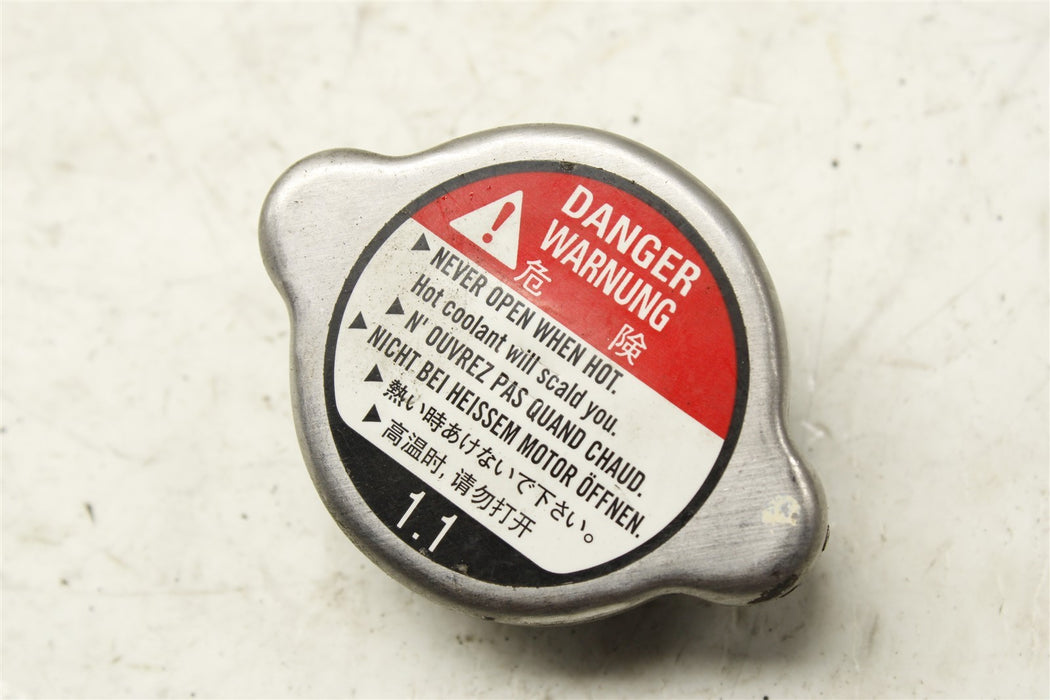 DANGER
WARNUNG
危 険
▶ NEVER OPEN WHEN HOT.
Hot coolant will scald you.
▶ N' OUVREZ PAS QUAND CHAUD.
▶ NICHT BEI HEISSEM MOTOR ÖFFNEN.
▶ 熱い時あけないで下さい。
▶ 高温时, 请勿打开
1.1